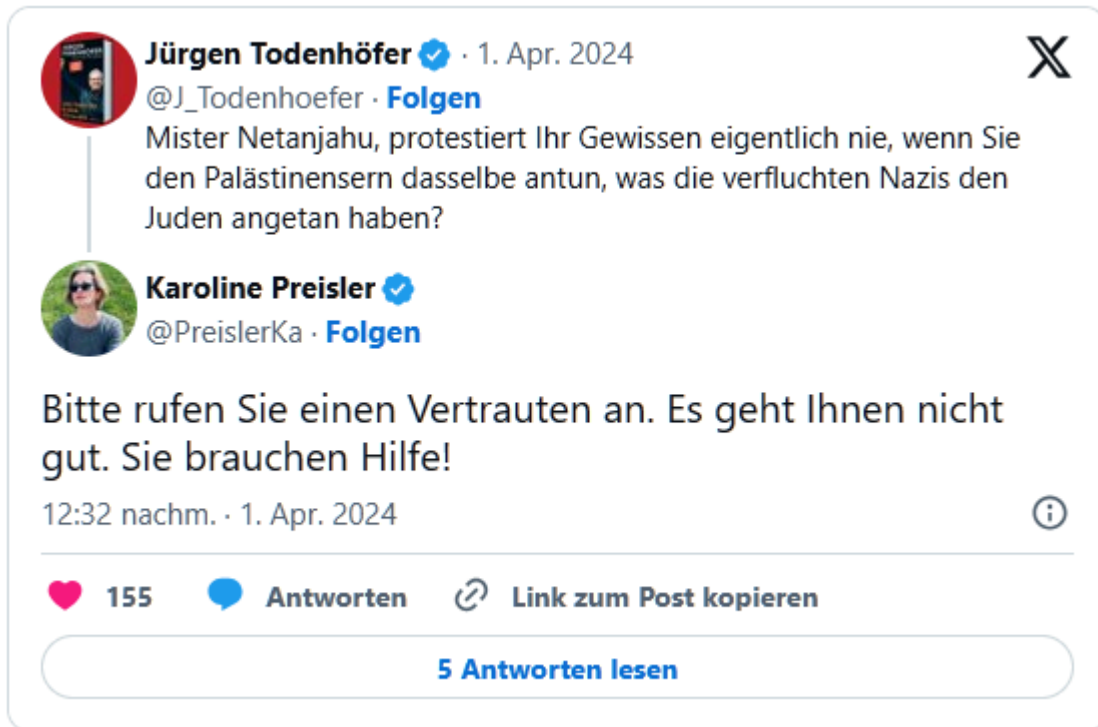 Jürgen Todenhöfer · 1. Apr. 2024
@J_Todenhoefer · Folgen
Mister Netanjahu, protestiert Ihr Gewissen eigentlich nie, wenn Sie
den Palästinensern dasselbe antun, was die verfluchten Nazis den
Juden angetan haben?
Karoline Preisler
@PreislerKa · Folgen
Bitte rufen Sie einen Vertrauten an. Es geht Ihnen nicht
gut. Sie brauchen Hilfe!
12:32 nachm. · 1. Apr. 2024
155 Antworten Link zum Post kopieren
5 Antworten lesen